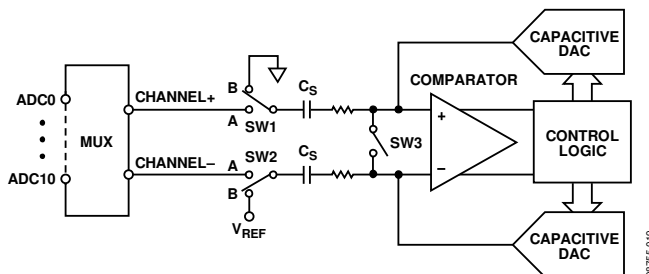 CAPACITIVE
DAC
COMPARATOR
B
CS
ADC0
CHANNEL+
A
SW1
+
MUX
SW3
CONTROL
LOGIC
CHANNEL–
A
SW2
CS
–
ADC10
B
VREF
CAPACITIVE
DAC